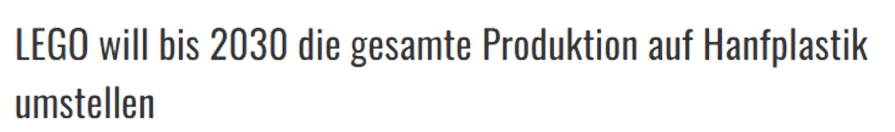 LEGO will bis 2030 die gesamte Produktion auf Hanfplastik
umstellen